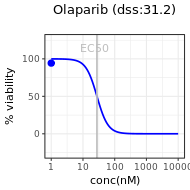 Olaparib (dss:31.2)
EC50
% viability
100
50
0
1 10 100 1000 10000
conc(nM)